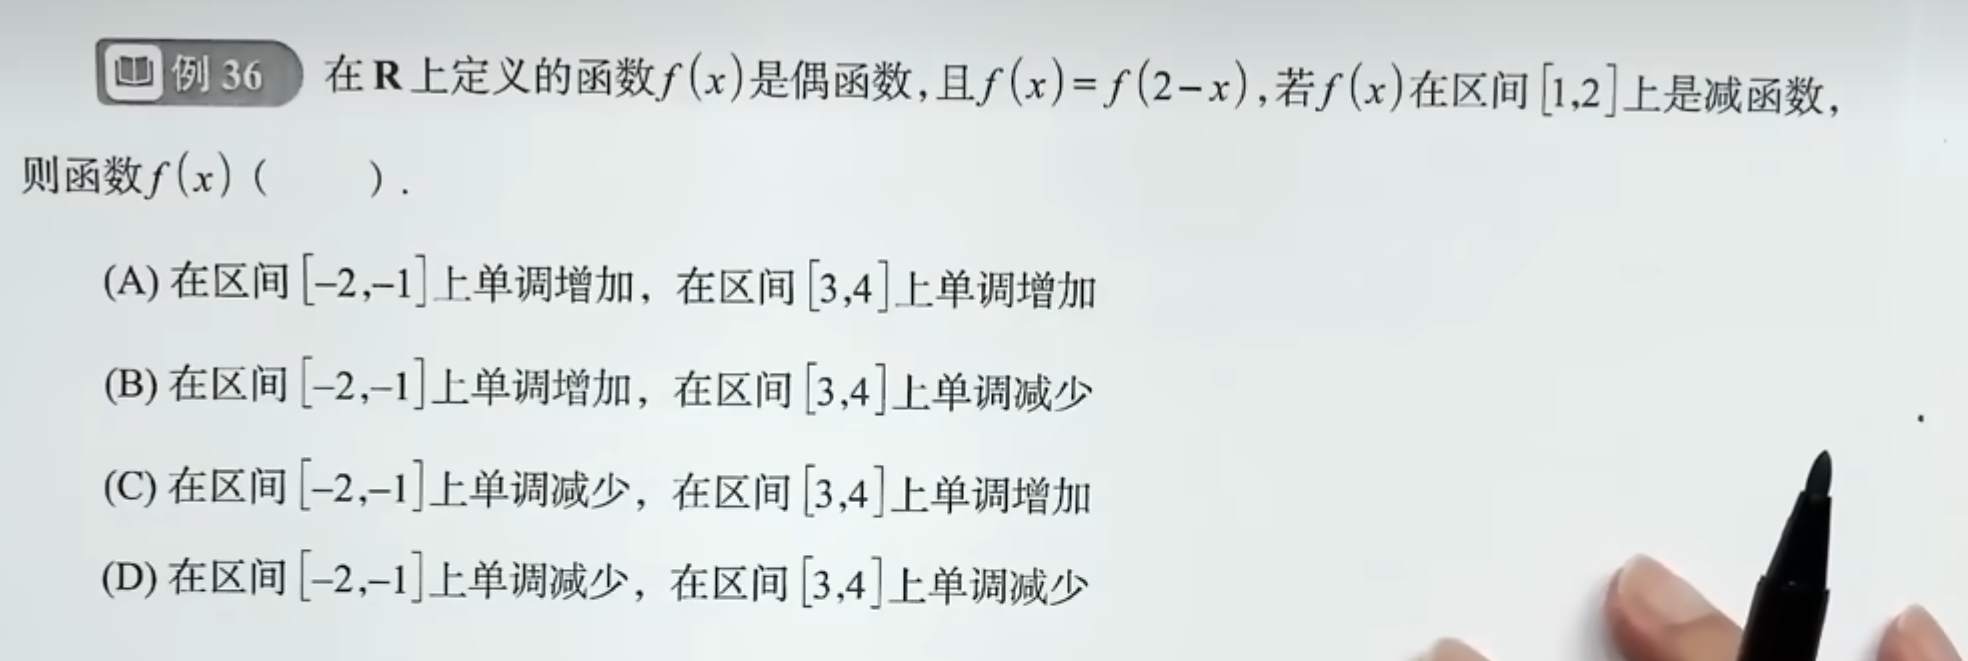 例 36 在 R 上定义的函数 f(x) 是偶函数,且 f(x)=f(2-x),若 f(x) 在区间 [1,2] 上是减函数,
则函数 f(x) (　　).
(A) 在区间 [-2,-1] 上单调增加，在区间 [3,4] 上单调增加
(B) 在区间 [-2,-1] 上单调增加，在区间 [3,4] 上单调减少
(C) 在区间 [-2,-1] 上单调减少，在区间 [3,4] 上单调增加
(D) 在区间 [-2,-1] 上单调减少，在区间 [3,4] 上单调减少